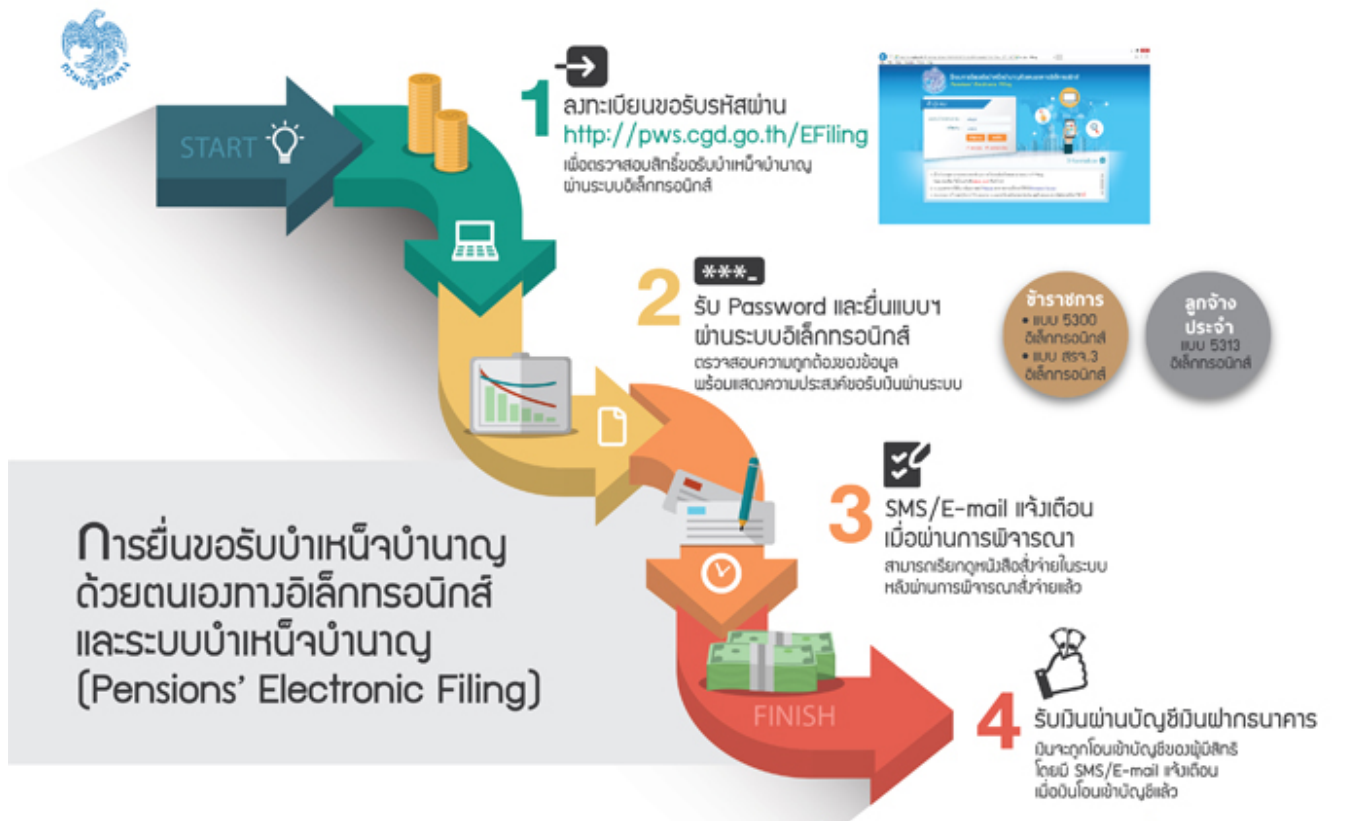 กรมบัญชีกลาง
START
1
ลงทะเบียนขอรับรหัสผ่าน
http://pws.cgd.go.th/EFiling
เพื่อตรวจสอบสิทธิ์ขอรับบำเหน็จบำนาญ
ผ่านระบบอิเล็กทรอนิกส์
2
***_
รับ Password และยื่นแบบฯ
ผ่านระบบอิเล็กทรอนิกส์
ตรวจสอบความถูกต้องของข้อมูล
พร้อมแสดงความประสงค์ขอรับเงินผ่านระบบ
ข้าราชการ
• แบบ 5300
อิเล็กทรอนิกส์
• แบบ สรจ.3
อิเล็กทรอนิกส์
ลูกจ้าง
ประจำ
แบบ 5313
อิเล็กทรอนิกส์
3
SMS/E-mail แจ้งเตือน
เมื่อผ่านการพิจารณา
สามารถเรียกดูหนังสือสั่งจ่ายในระบบ
หลังผ่านการพิจารณาสั่งจ่ายแล้ว
การยื่นขอรับบำเหน็จบำนาญ
ด้วยตนเองทางอิเล็กทรอนิกส์
และระบบบำเหน็จบำนาญ
(Pensions' Electronic Filing)
FINISH
4
รับเงินผ่านบัญชีเงินฝากธนาคาร
เงินจะถูกโอนเข้าบัญชีของผู้มีสิทธิ
โดยมี SMS/E-mail แจ้งเตือน
เมื่อเงินโอนเข้าบัญชีแล้ว